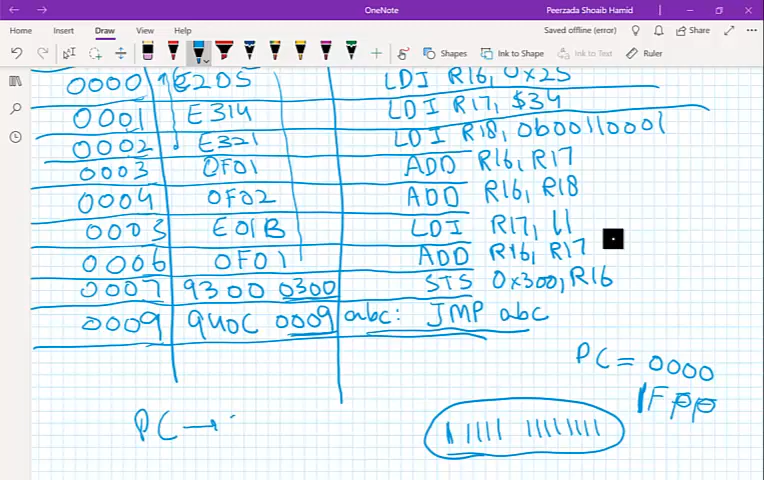 OneNote
Peerzada Shoaib Hamid
Home Insert Draw View Help
Saved offline (error) Share
Shapes Ink to Shape Ink to Text Ruler
0000 E205 LDI R16, 0x25
0001 E314 LDI R17, $34
0002 E321 LDI R18, 0b00110001
0003 0F01 ADD R16, R17
0004 0F02 ADD R16, R18
0005 E01B LDI R17, 11
0006 0F01 ADD R16, R17
0007 9300 0300 STS 0x300, R16
0009 940C 0009 abc: JMP abc
PC = 0000
1FFF
PC →
11111 11111111